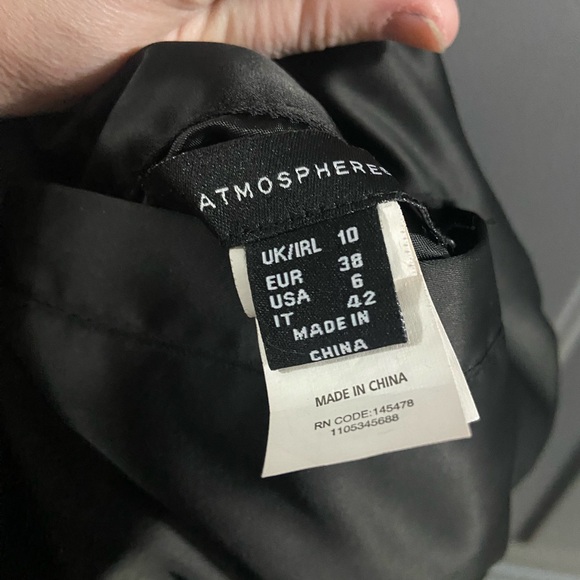 ATMOSPHERE
UK/IRL 10
EUR 38
USA 6
IT 42
MADE IN
CHINA
MADE IN CHINA
RN CODE:145478
1105345688